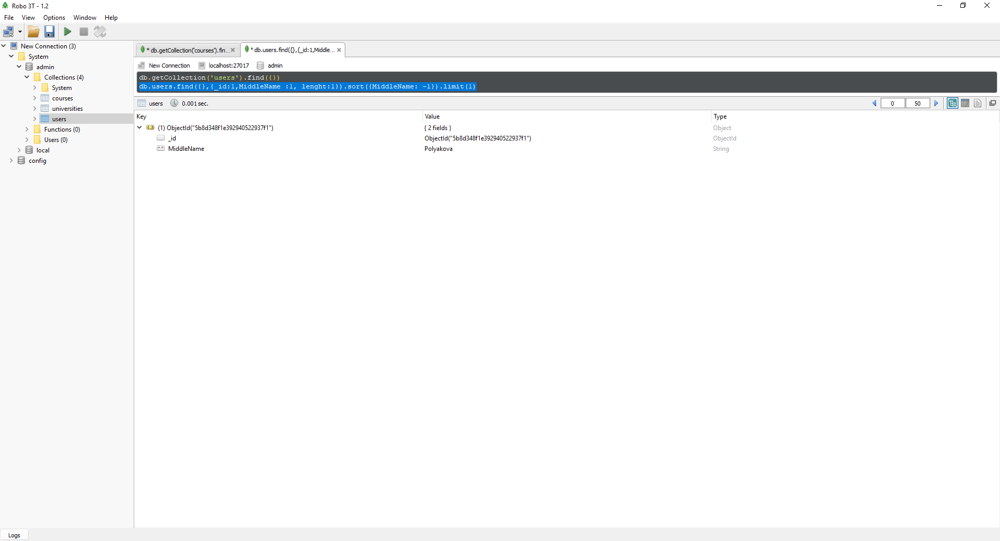 Robo 3T - 1.2
File View Options Window Help
New Connection (3)
System
admin
Collections (4)
System
courses
universities
users
Functions (0)
Users (0)
local
config
* db.getCollection('courses').fin... * db.users.find({},{_id:1,Middle...
New Connection localhost:27017 admin
db.getCollection('users').find({})
db.users.find({},{_id:1,MiddleName :1, lenght:1}).sort({MiddleName: -1}).limit(1)
users 0.001 sec. 0 50
Key Value Type
(1) ObjectId("5b8d348f1e392940522937f1") { 2 fields } Object
_id ObjectId("5b8d348f1e392940522937f1") ObjectId
MiddleName Polyakova String
Logs